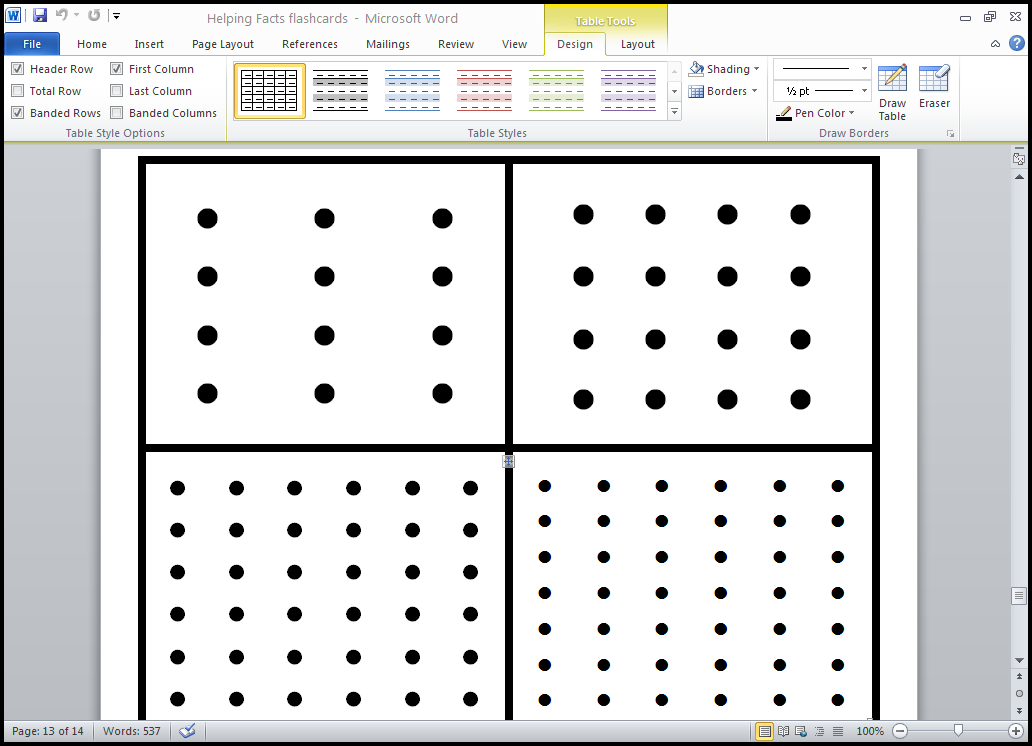 Helping Facts flashcards - Microsoft Word
Table Tools
File Home Insert Page Layout References Mailings Review View Design Layout
Header Row First Column Shading
Total Row Last Column Borders ½ pt
Banded Rows Banded Columns Pen Color Draw Table Eraser
Table Style Options Table Styles Draw Borders
Page: 13 of 14 Words: 537 100%